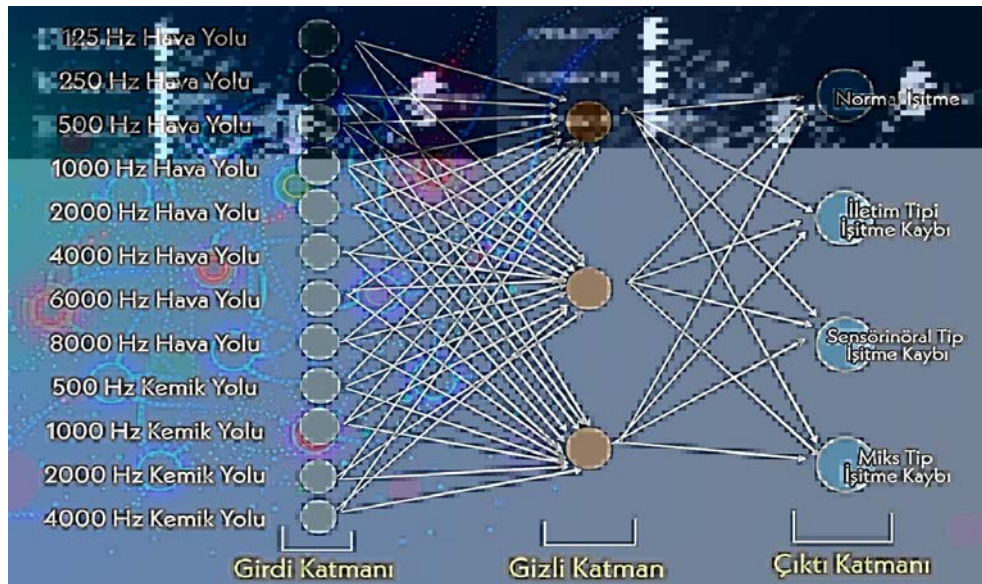 125 Hz Hava Yolu
250 Hz Hava Yolu
500 Hz Hava Yolu
1000 Hz Hava Yolu
2000 Hz Hava Yolu
4000 Hz Hava Yolu
6000 Hz Hava Yolu
8000 Hz Hava Yolu
500 Hz Kemik Yolu
1000 Hz Kemik Yolu
2000 Hz Kemik Yolu
4000 Hz Kemik Yolu
Girdi Katmanı
Gizli Katman
Normal İşitme
İletim Tipi
İşitme Kaybı
Sensörinöral Tip
İşitme Kaybı
Miks Tip
İşitme Kaybı
Çıktı Katmanı